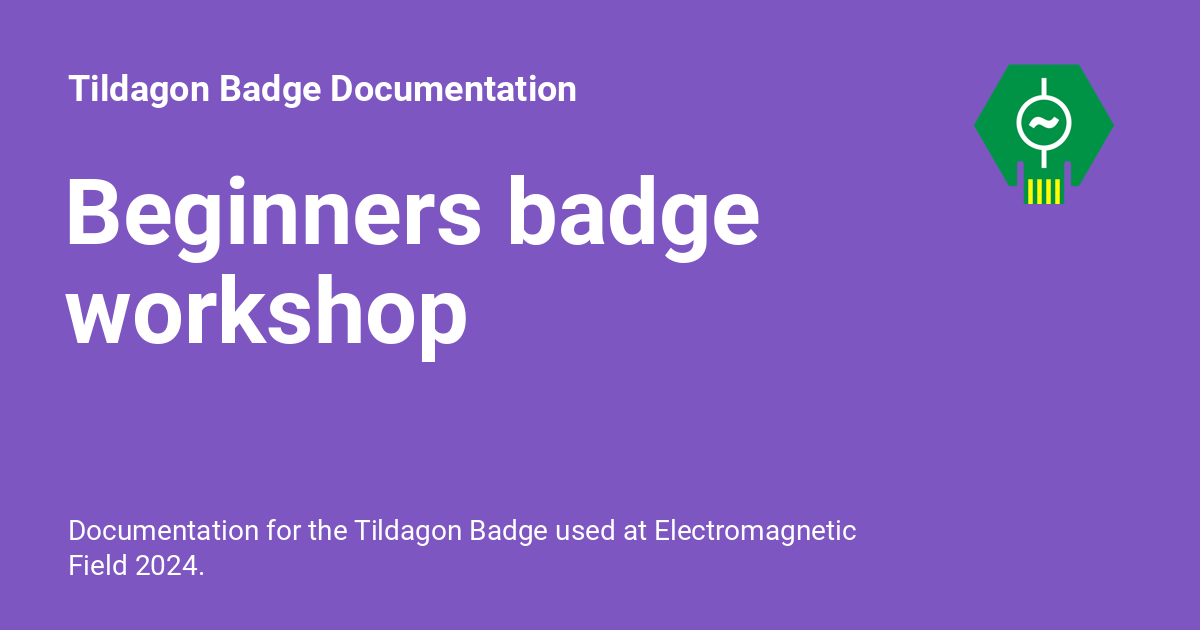 Tildagon Badge Documentation
Beginners badge
workshop
Documentation for the Tildagon Badge used at Electromagnetic
Field 2024.